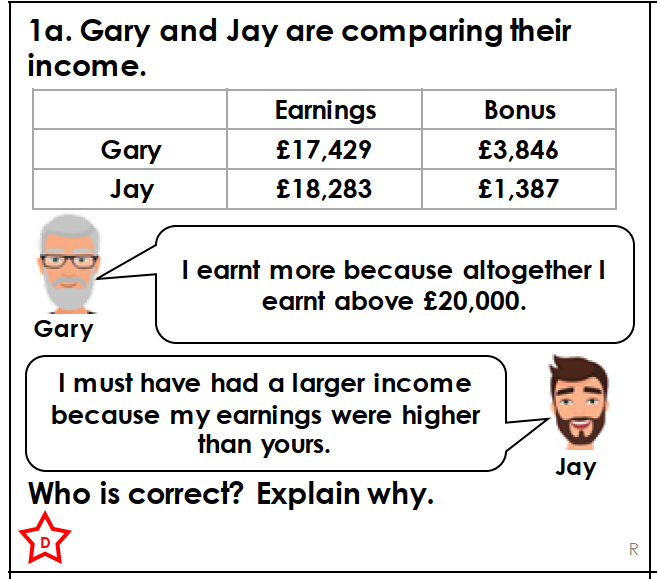 1a. Gary and Jay are comparing their
income.
Earnings Bonus
Gary £17,429 £3,846
Jay £18,283 £1,387
I earnt more because altogether I
earnt above £20,000.
Gary
I must have had a larger income
because my earnings were higher
than yours.
Jay
Who is correct? Explain why.
D
R